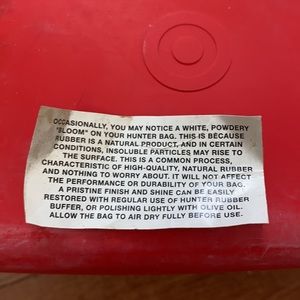 OCCASIONALLY, YOU MAY NOTICE A WHITE, POWDERY
"BLOOM" ON YOUR HUNTER BAG. THIS IS BECAUSE
RUBBER IS A NATURAL PRODUCT, AND IN CERTAIN
CONDITIONS, INSOLUBLE PARTICLES MAY RISE TO
THE SURFACE. THIS IS A COMMON PROCESS,
CHARACTERISTIC OF HIGH-QUALITY, NATURAL RUBBER
AND NOTHING TO WORRY ABOUT. IT WILL NOT AFFECT
THE PERFORMANCE OR DURABILITY OF YOUR BAG.
A PRISTINE FINISH AND SHINE CAN BE EASILY
RESTORED WITH REGULAR USE OF HUNTER RUBBER
BUFFER, OR POLISHING LIGHTLY WITH OLIVE OIL.
ALLOW THE BAG TO AIR DRY FULLY BEFORE USE.